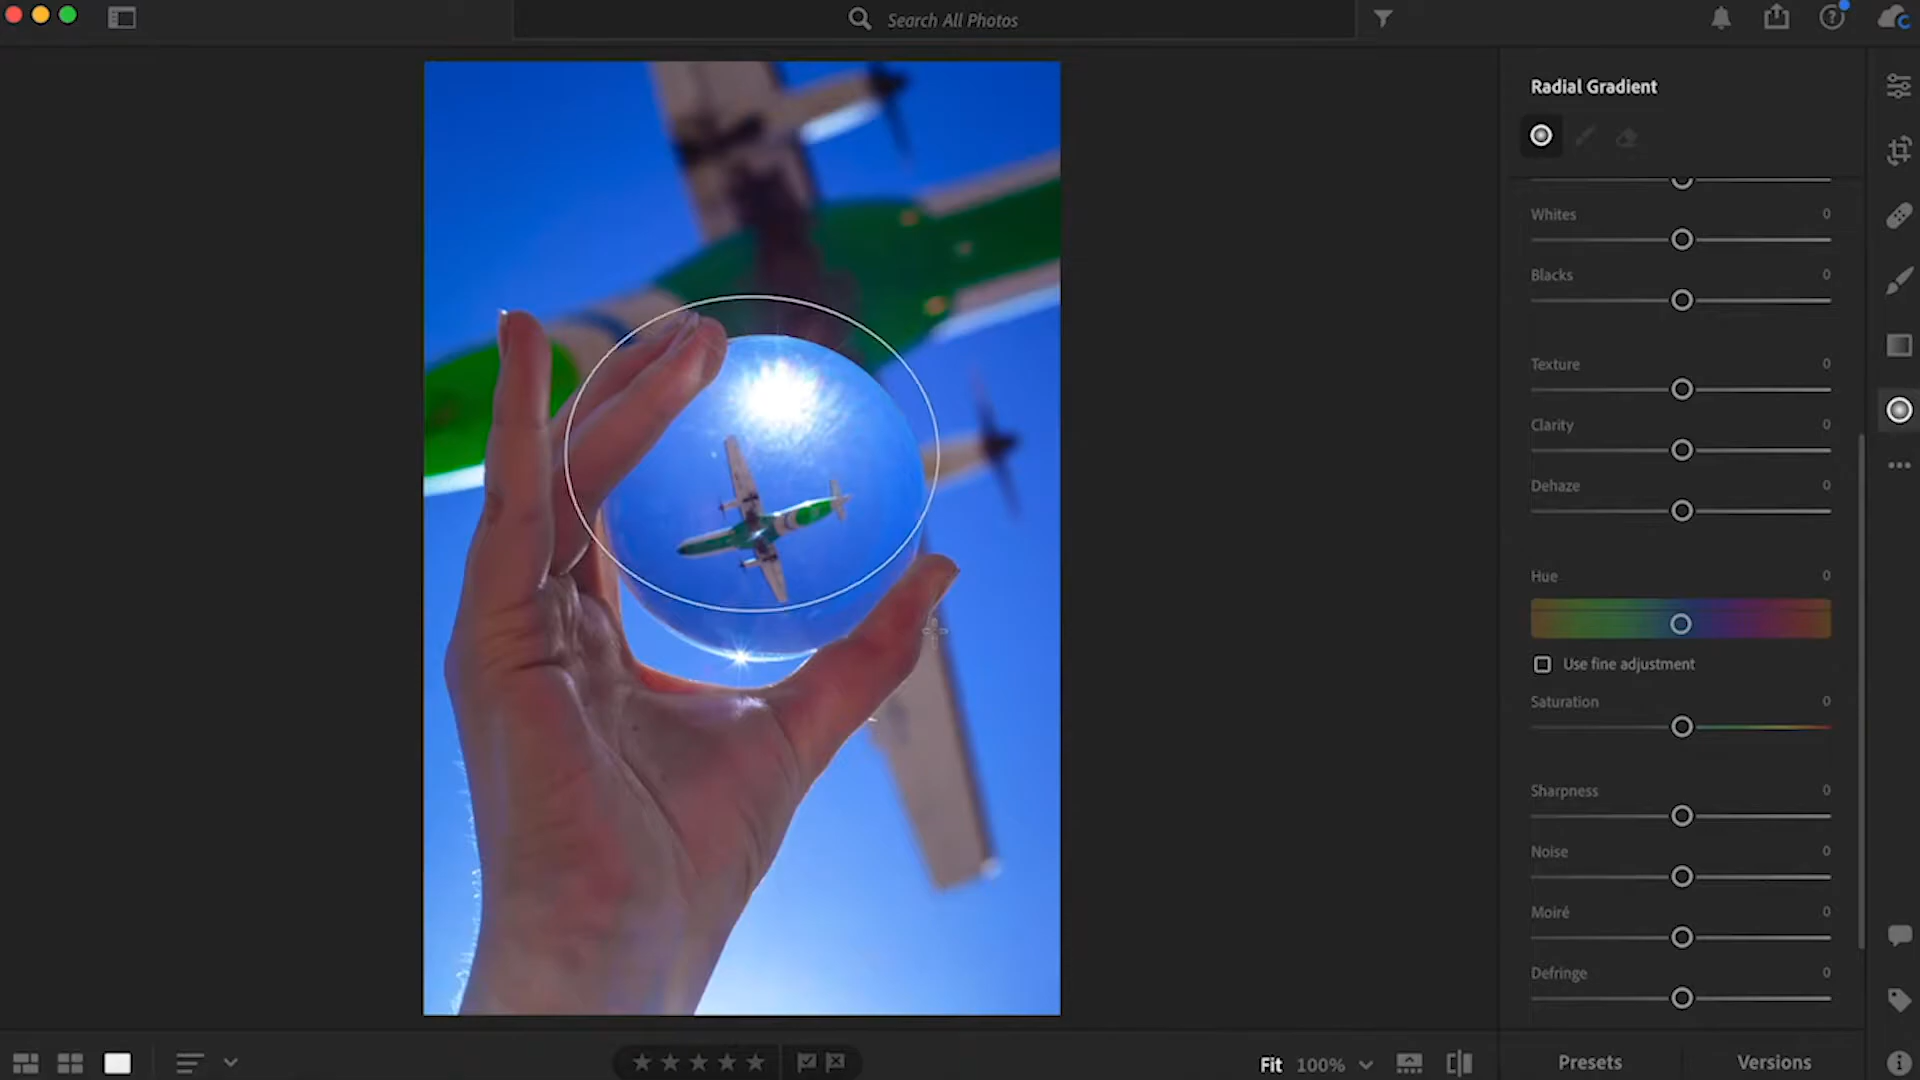 Search All Photos
Radial Gradient
Whites 0
Blacks 0
Texture 0
Clarity 0
Dehaze 0
Hue 0
Use fine adjustment
Saturation 0
Sharpness 0
Noise 0
Moiré 0
Defringe 0
Fit 100% Presets Versions